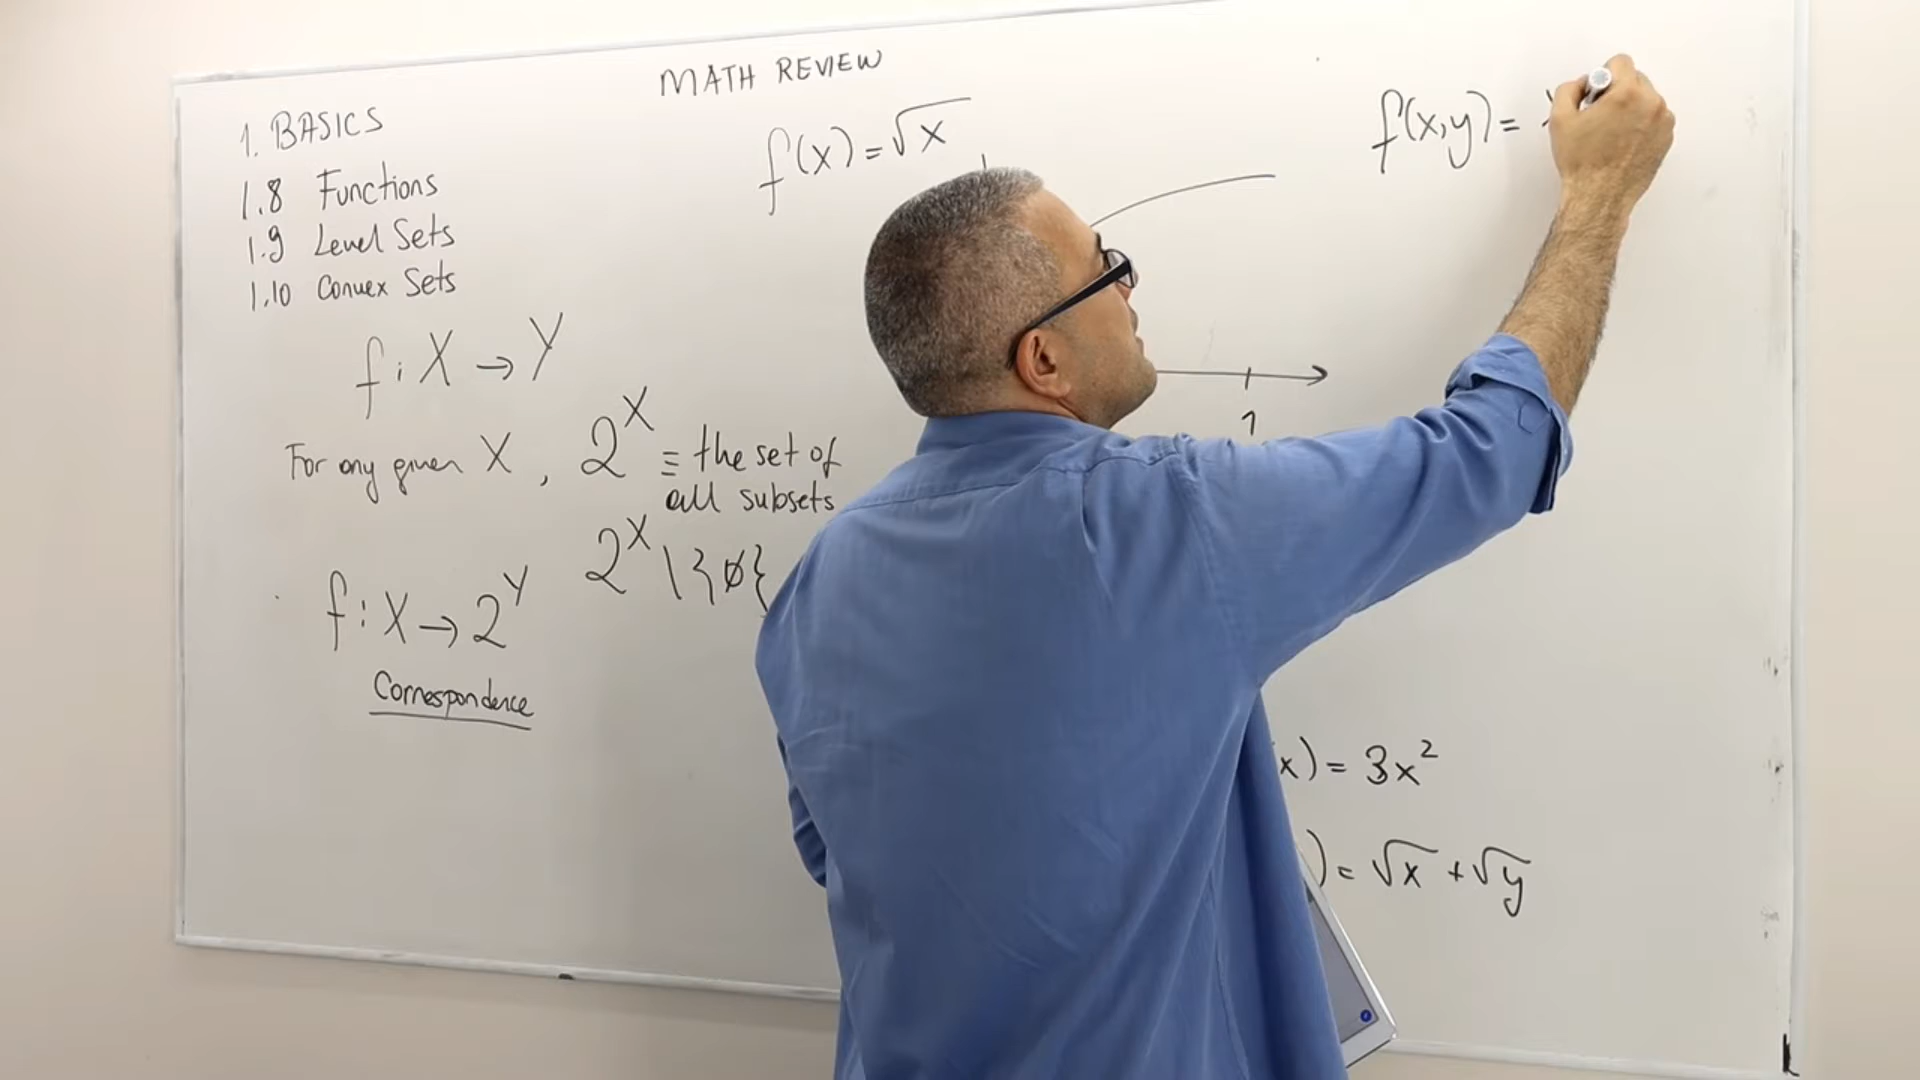 MATH REVIEW
1. BASICS
1.8 Functions
1.9 Level Sets
1.10 Convex Sets
f: X → Y
For any given X, 2^X ≡ the set of
all subsets
2^X \ {∅}
f: X → 2^Y
Correspondence
f(x) = √x
1
f(x,y) =
x) = 3x²
) = √x + √y